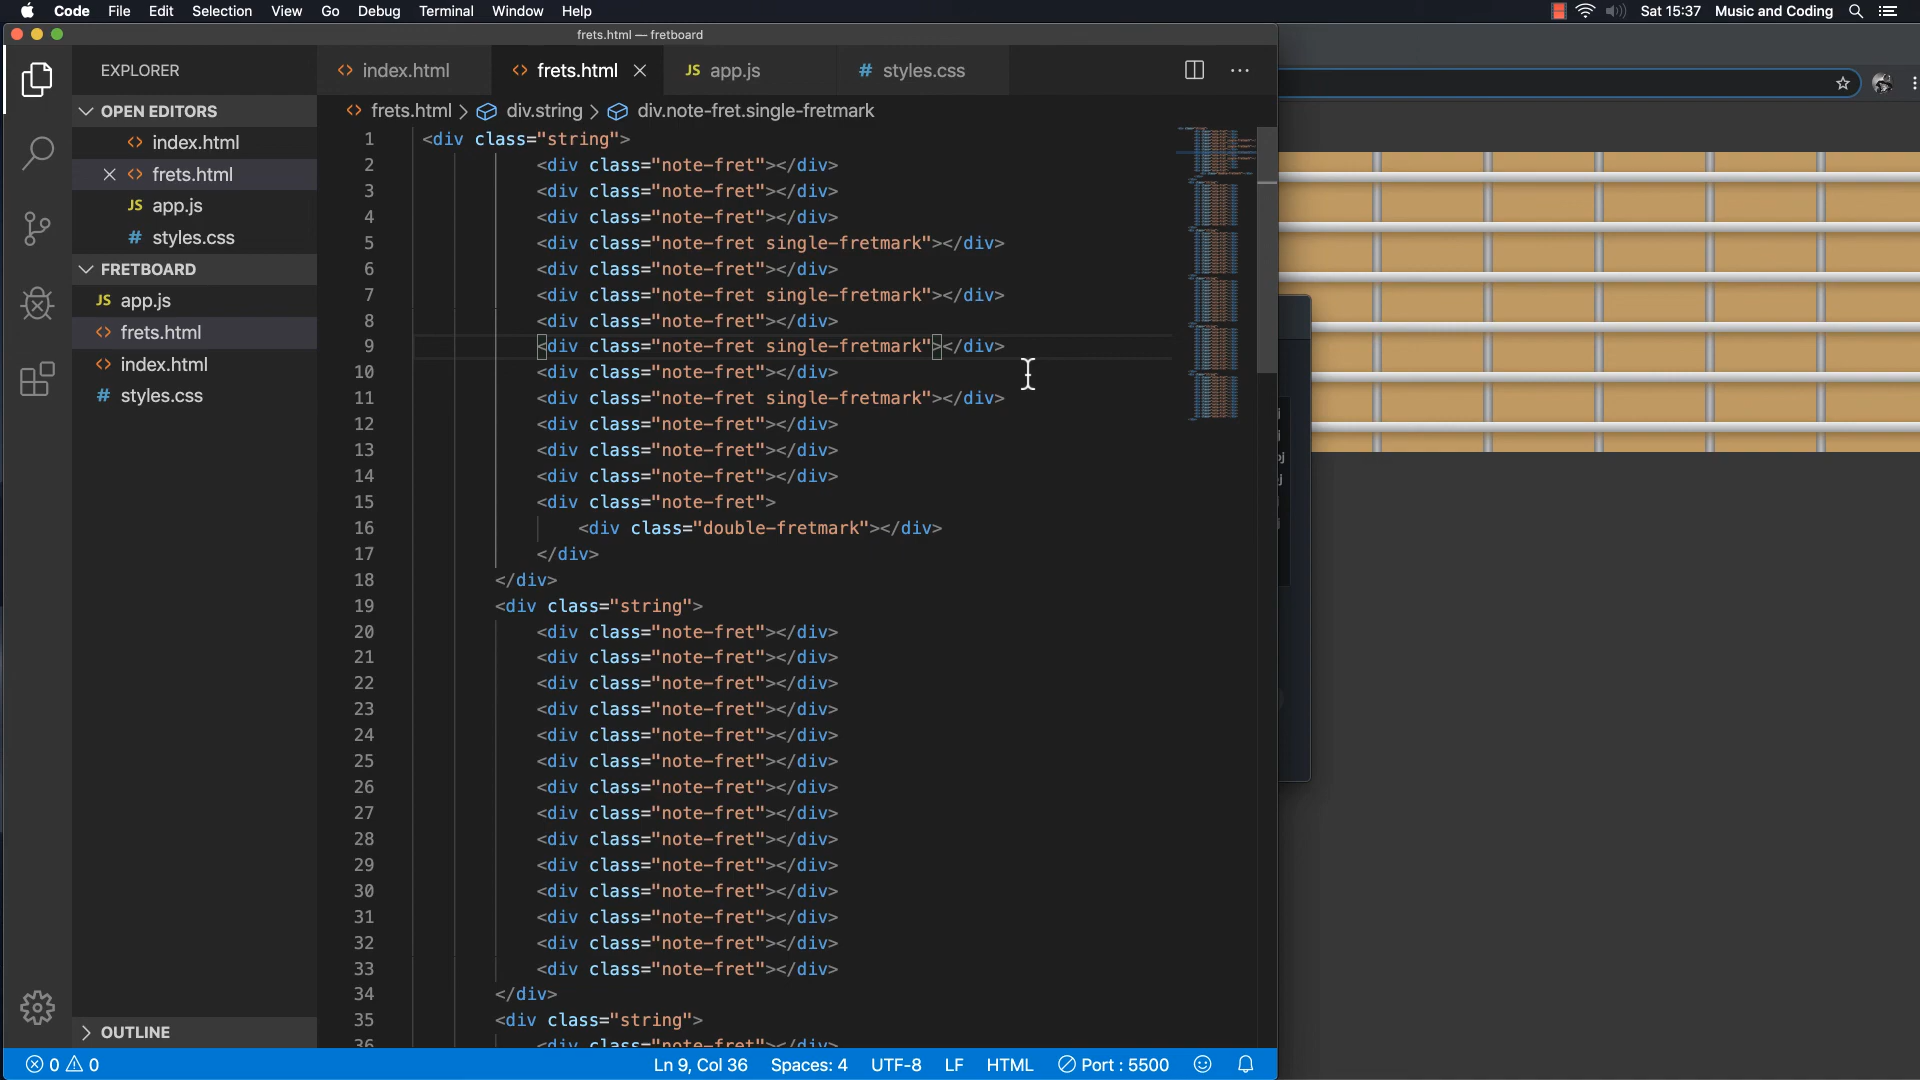 Code File Edit Selection View Go Debug Terminal Window Help Sat 15:37 Music and Coding
frets.html — fretboard
EXPLORER
index.html frets.html JS app.js # styles.css
OPEN EDITORS
index.html
frets.html
JS app.js
# styles.css
FRETBOARD
JS app.js
frets.html
index.html
# styles.css
OUTLINE
frets.html > div.string > div.note-fret.single-fretmark
1 <div class="string">
2 <div class="note-fret"></div>
3 <div class="note-fret"></div>
4 <div class="note-fret"></div>
5 <div class="note-fret single-fretmark"></div>
6 <div class="note-fret"></div>
7 <div class="note-fret single-fretmark"></div>
8 <div class="note-fret"></div>
9 <div class="note-fret single-fretmark"></div>
10 <div class="note-fret"></div>
11 <div class="note-fret single-fretmark"></div>
12 <div class="note-fret"></div>
13 <div class="note-fret"></div>
14 <div class="note-fret"></div>
15 <div class="note-fret">
16 <div class="double-fretmark"></div>
17 </div>
18 </div>
19 <div class="string">
20 <div class="note-fret"></div>
21 <div class="note-fret"></div>
22 <div class="note-fret"></div>
23 <div class="note-fret"></div>
24 <div class="note-fret"></div>
25 <div class="note-fret"></div>
26 <div class="note-fret"></div>
27 <div class="note-fret"></div>
28 <div class="note-fret"></div>
29 <div class="note-fret"></div>
30 <div class="note-fret"></div>
31 <div class="note-fret"></div>
32 <div class="note-fret"></div>
33 <div class="note-fret"></div>
34 </div>
35 <div class="string">
36 <div class="note-fret"></div>
0 0 Ln 9, Col 36 Spaces: 4 UTF-8 LF HTML Port : 5500